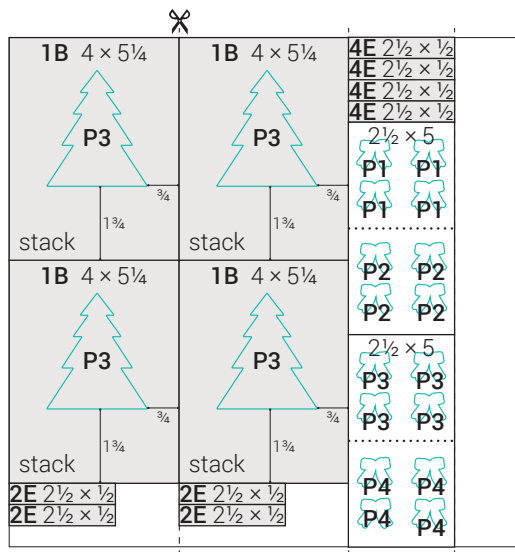 1B 4 × 5¼
P3
¾
1¾
stack
1B 4 × 5¼
P3
¾
1¾
stack
4E 2½ × ½
4E 2½ × ½
4E 2½ × ½
4E 2½ × ½
2½ × 5
P1 P1
P1 P1
P2 P2
P2 P2
1B 4 × 5¼
P3
¾
1¾
stack
1B 4 × 5¼
P3
¾
1¾
stack
2½ × 5
P3 P3
P3 P3
P4 P4
P4 P4
2E 2½ × ½
2E 2½ × ½
2E 2½ × ½
2E 2½ × ½